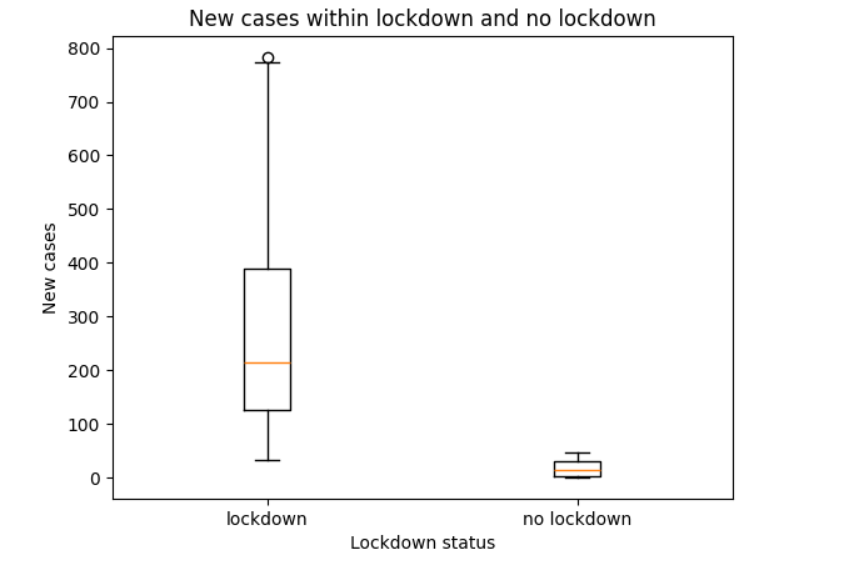 New cases within lockdown and no lockdown
800
700
600
500
400
300
200
100
0
New cases
lockdown
no lockdown
Lockdown status